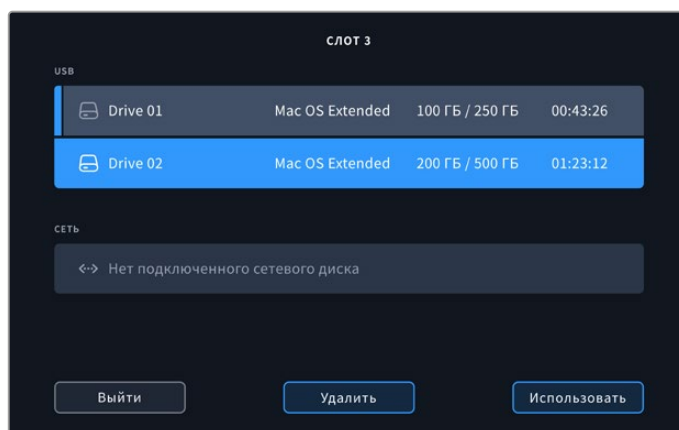 СЛОТ 3
USB
Drive 01 Mac OS Extended 100 ГБ / 250 ГБ 00:43:26
Drive 02 Mac OS Extended 200 ГБ / 500 ГБ 01:23:12
СЕТЬ
Нет подключенного сетевого диска
Выйти Удалить Использовать